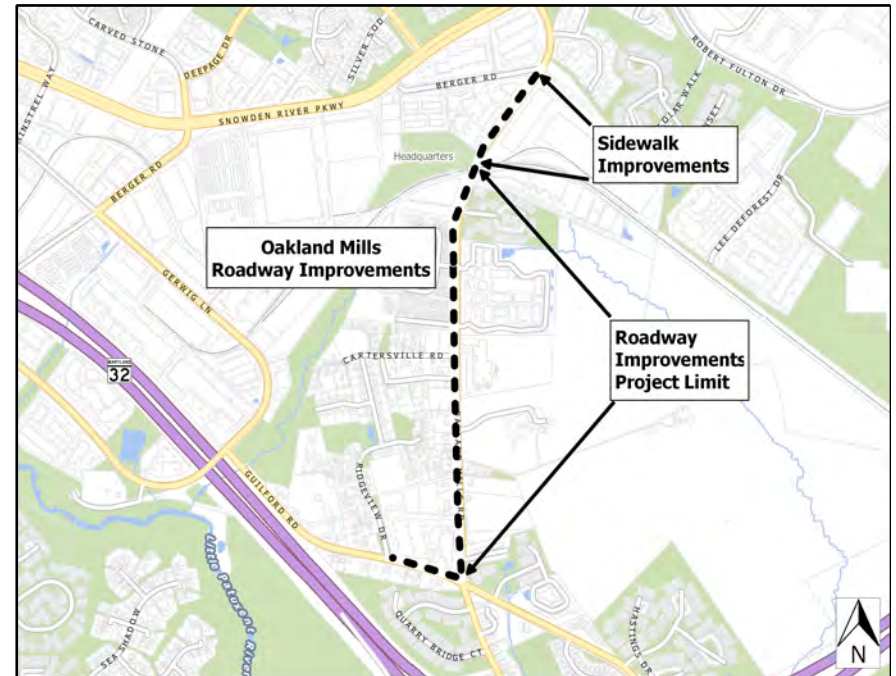 CARVED STONE
DEEPAGE DR
SILVER SOD
ROBERT FULTON DR
BERGER RD
SNOWDEN RIVER PKWY
Sidewalk
Improvements
Headquarters
BERGER RD
LEE DEFOREST DR
Oakland Mills
Roadway Improvements
GERWIG LN
Roadway
Improvements
Project Limit
CARTERSVILLE RD
MARYLAND
32
RIDGEVIEW DR
GUILFORD RD
Little Patuxent River
QUARRY BRIDGE CT
HASTINGS DR
SEA SHADOW
N